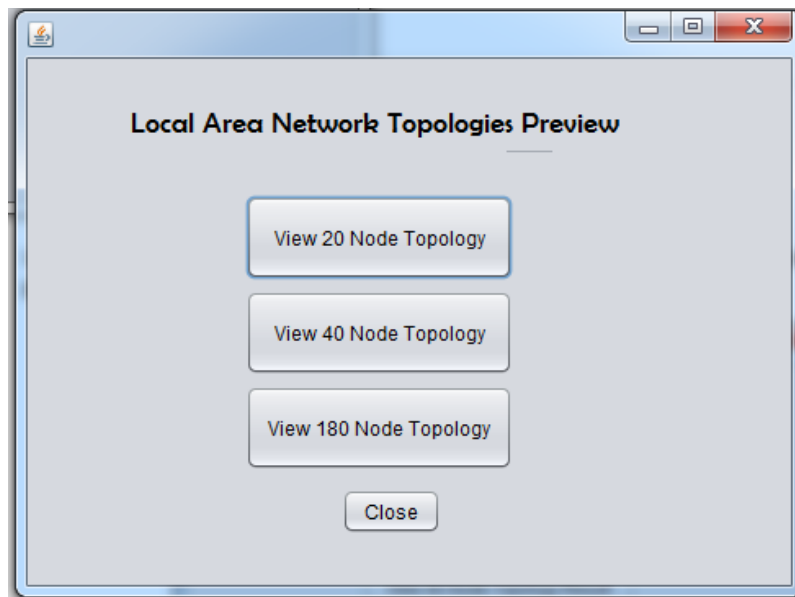 Local Area Network Topologies Preview
View 20 Node Topology
View 40 Node Topology
View 180 Node Topology
Close